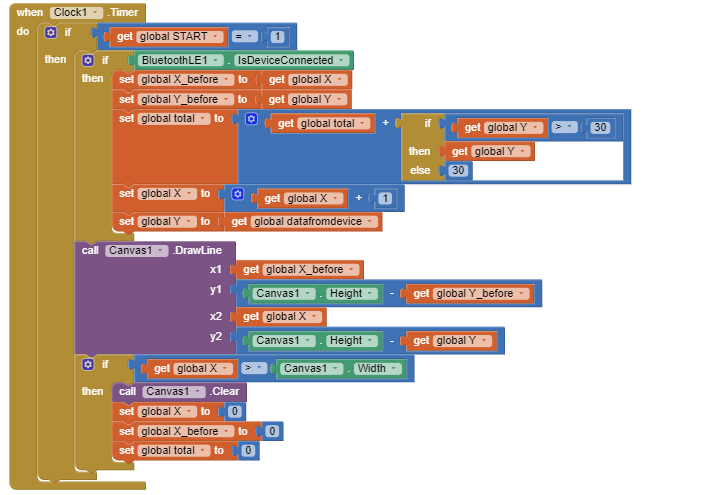 when Clock1 .Timer
do if get global START = 1
then if BluetoothLE1 . IsDeviceConnected
then set global X_before to get global X
set global Y_before to get global Y
set global total to get global total + if get global Y > 30
then get global Y
else 30
set global X to get global X + 1
set global Y to get global datafromdevice
call Canvas1 .DrawLine
x1 get global X_before
y1 Canvas1 . Height - get global Y_before
x2 get global X
y2 Canvas1 . Height - get global Y
if get global X > Canvas1 . Width
then call Canvas1 .Clear
set global X to 0
set global X_before to 0
set global total to 0